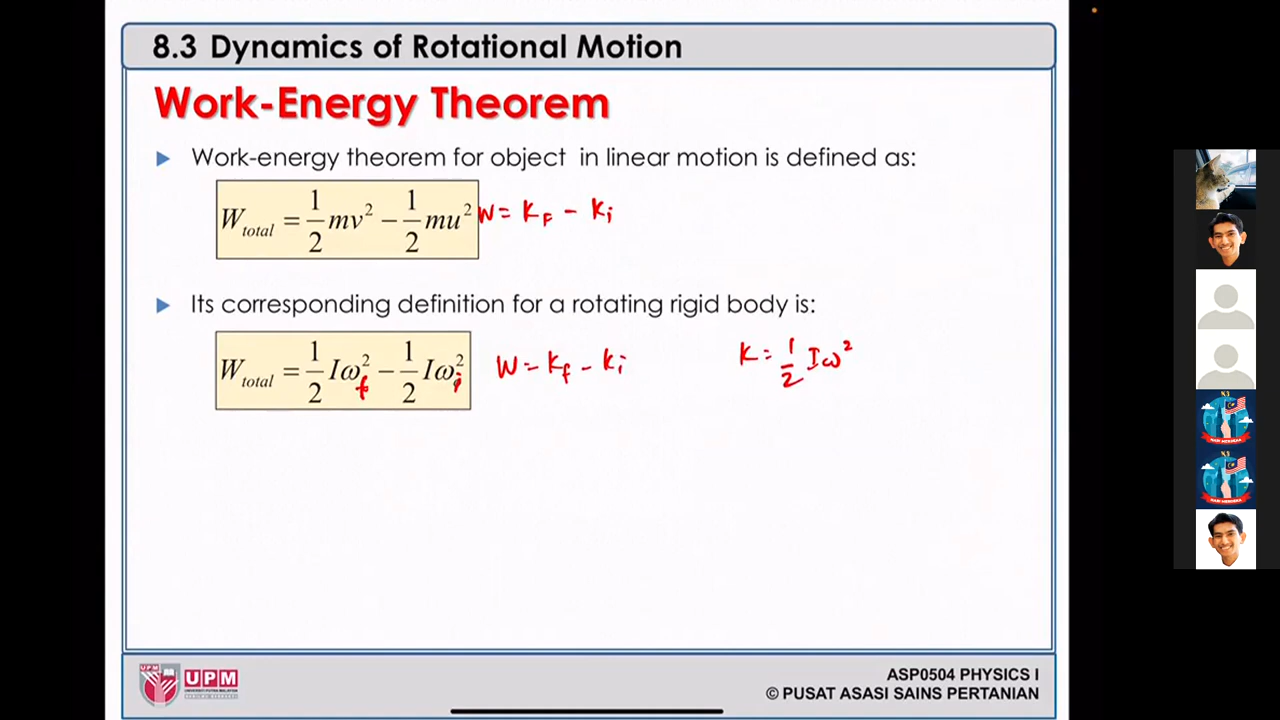 8.3 Dynamics of Rotational Motion
Work-Energy Theorem
Work-energy theorem for object in linear motion is defined as:
W_total = 1/2 mv² − 1/2 mu² W = K_F − K_i
Its corresponding definition for a rotating rigid body is:
W_total = 1/2 Iω_f² − 1/2 Iω_i² W = K_f − K_i K = 1/2 Iω²
UPM
UPM
ASP0504 PHYSICS I
© PUSAT ASASI SAINS PERTANIAN